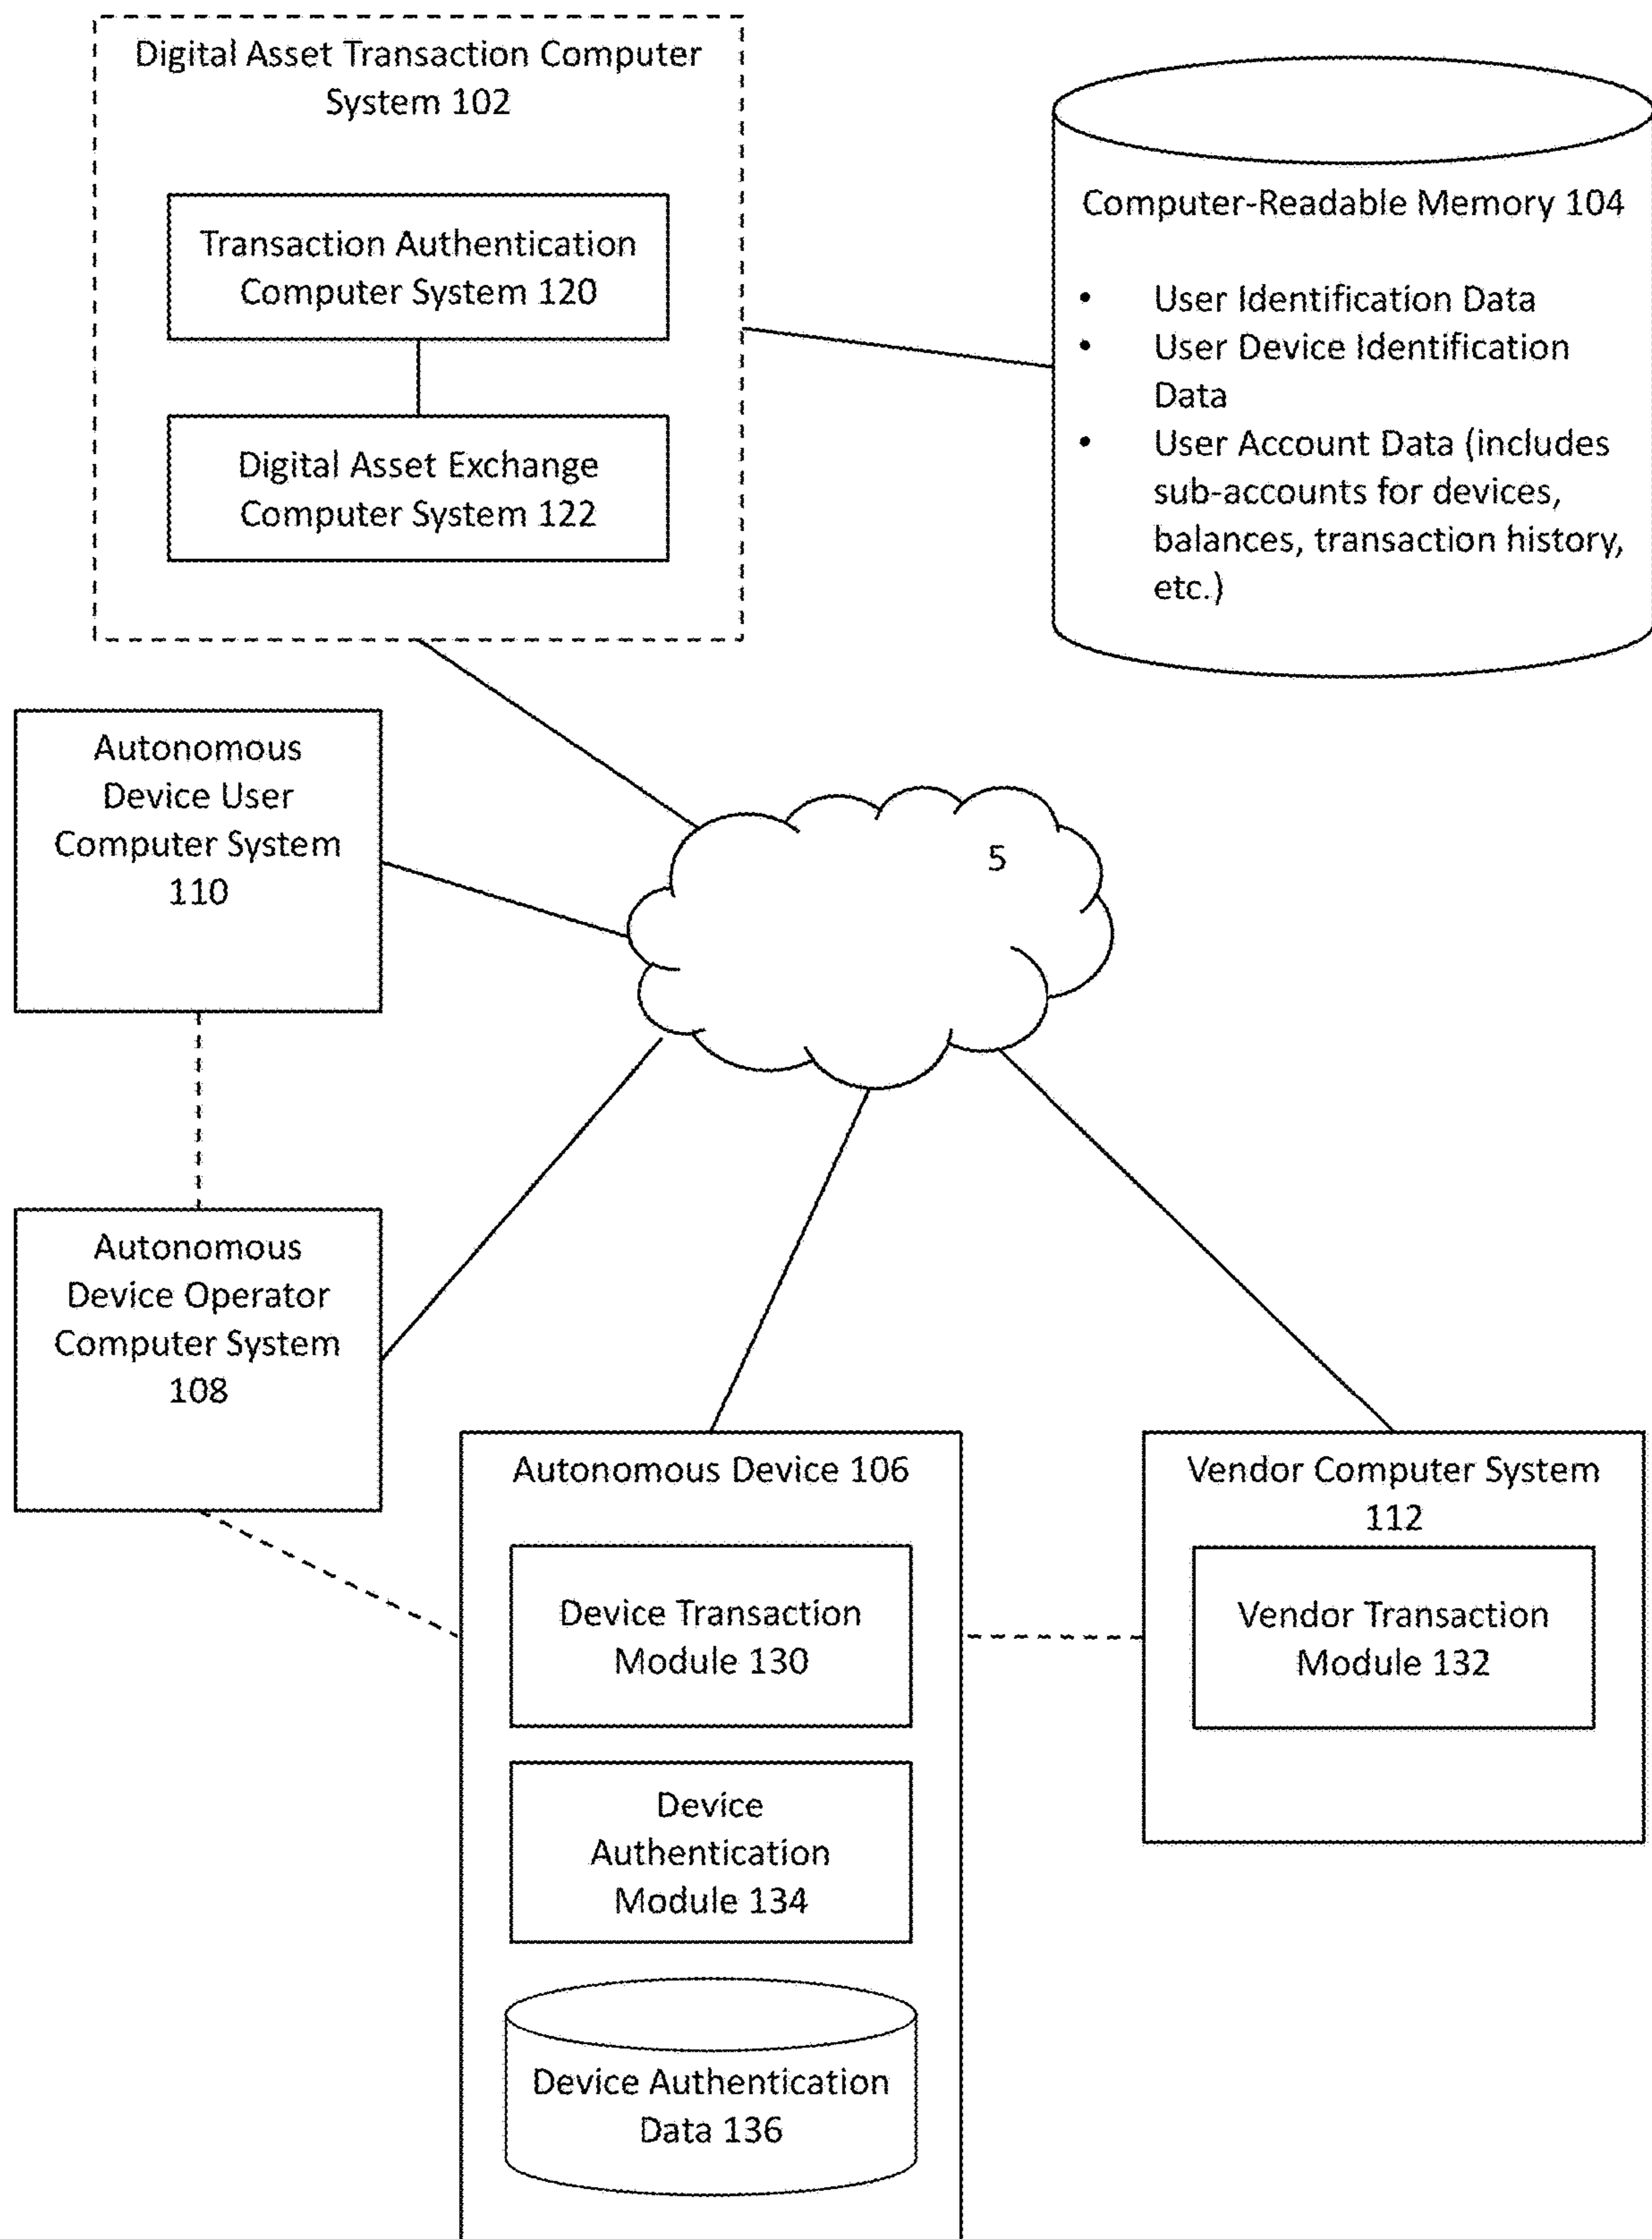 Digital Asset Transaction Computer
System 102
Transaction Authentication
Computer System 120
Digital Asset Exchange
Computer System 122
Computer-Readable Memory 104
• User Identification Data
• User Device Identification
Data
• User Account Data (includes
sub-accounts for devices,
balances, transaction history,
etc.)
Autonomous
Device User
Computer System
110
5
Autonomous
Device Operator
Computer System
108
Autonomous Device 106
Device Transaction
Module 130
Device
Authentication
Module 134
Device Authentication
Data 136
Vendor Computer System
112
Vendor Transaction
Module 132